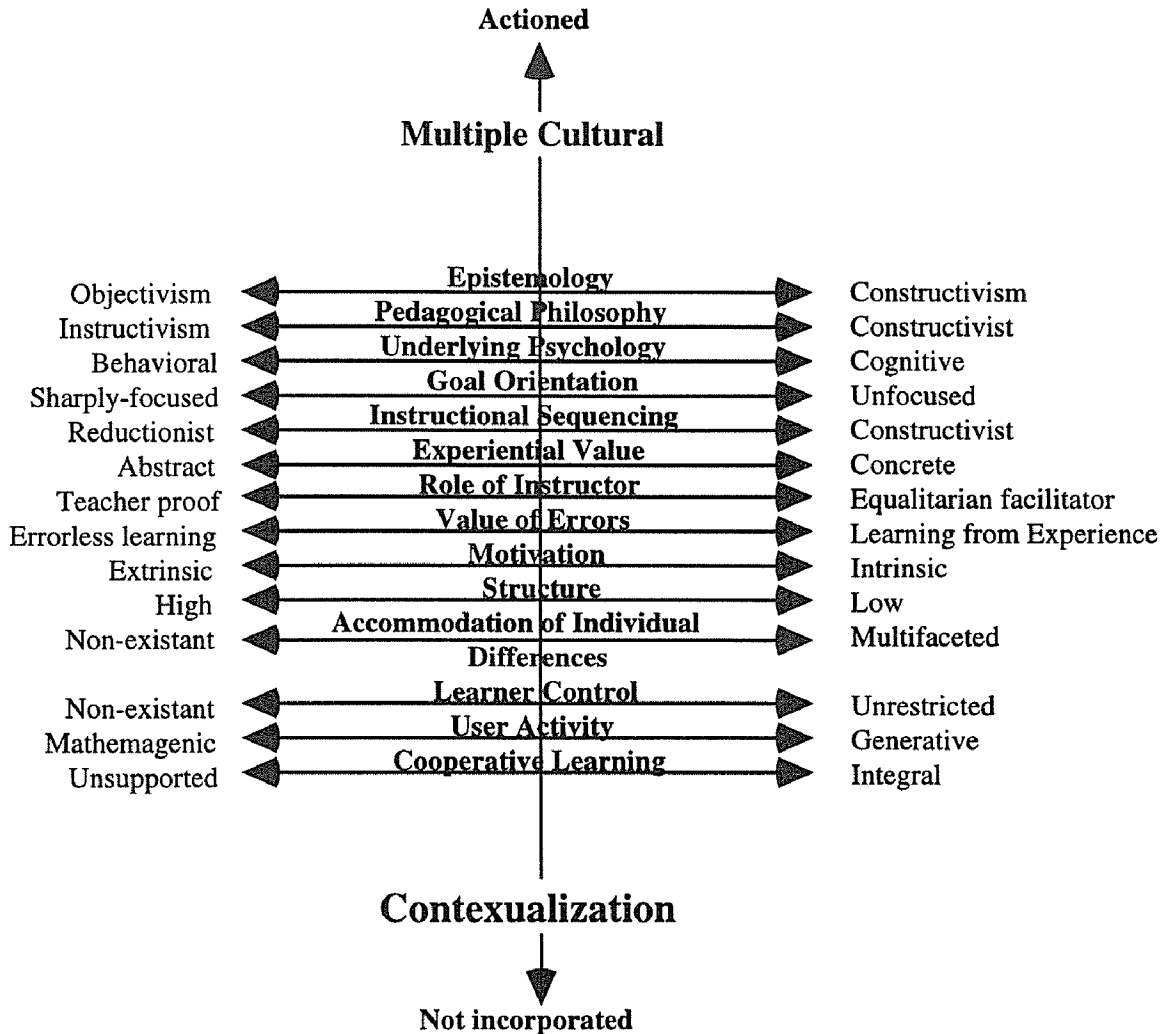 Actioned
Multiple Cultural
Epistemology
Objectivism Constructivism
Pedagogical Philosophy
Instructivism Constructivist
Underlying Psychology
Behavioral Cognitive
Goal Orientation
Sharply-focused Unfocused
Instructional Sequencing
Reductionist Constructivist
Experiential Value
Abstract Concrete
Role of Instructor
Teacher proof Equalitarian facilitator
Value of Errors
Errorless learning Learning from Experience
Motivation
Extrinsic Intrinsic
Structure
High Low
Accommodation of Individual
Non-existant Multifaceted
Differences
Learner Control
Non-existant Unrestricted
User Activity
Mathemagenic Generative
Cooperative Learning
Unsupported Integral
Contexualization
Not incorporated